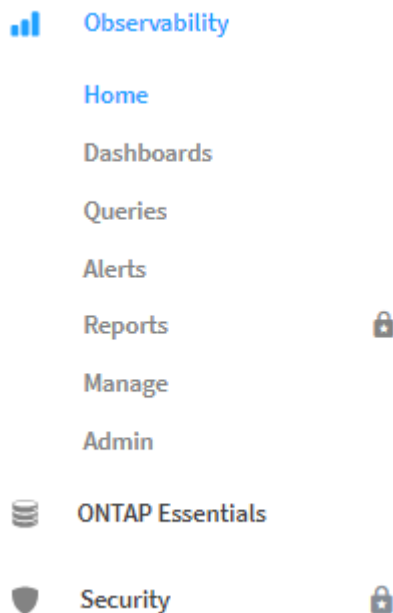 Observability
Home
Dashboards
Queries
Alerts
Reports
Manage
Admin
ONTAP Essentials
Security